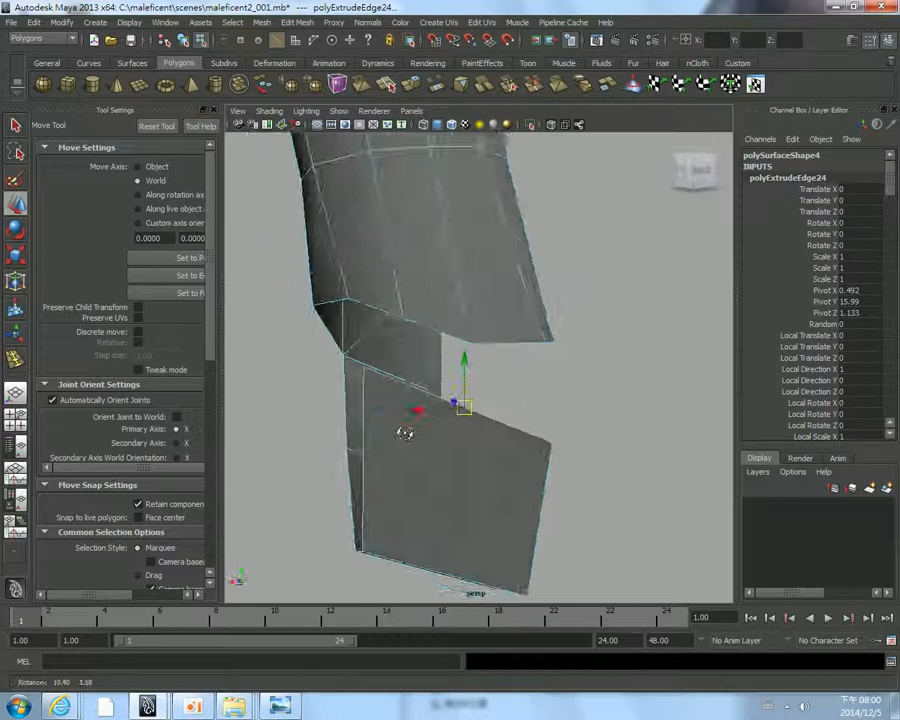 Autodesk Maya 2013 x64: C:\maleficent\scenes\maleficent2_001.mb* --- polyExtrudeEdge24...
File Edit Modify Create Display Window Assets Select Mesh Edit Mesh Proxy Normals Color Create UVs Edit UVs Muscle Pipeline Cache Help
Polygons X: Y: Z:
General Curves Surfaces Polygons Subdivs Deformation Animation Dynamics Rendering PaintEffects Toon Muscle Fluids Fur Hair nCloth Custom
Tool Settings
Move Tool Reset Tool Tool Help
Move Settings
Move Axis: Object
World
Along rotation ax
Along live object
Custom axis orien
0.0000 0.0000
Set to P
Set to E
Set to F
Preserve Child Transform
Preserve UVs
Discrete move:
Relative:
Step size: 1.00
Tweak mode
Joint Orient Settings
Automatically Orient Joints
Orient Joint to World:
Primary Axis: X
Secondary Axis: X
Secondary Axis World Orientation:
Move Snap Settings
Retain componen
Snap to live polygon: Face center
Common Selection Options
Selection Style: Marquee
Camera base
Drag
View Shading Lighting Show Renderer Panels
persp
Channel Box / Layer Editor
Channels Edit Object Show
polySurfaceShape4
INPUTS
polyExtrudeEdge24
Translate X 0
Translate Y 0
Translate Z 0
Rotate X 0
Rotate Y 0
Rotate Z 0
Scale X 1
Scale Y 1
Scale Z 1
Pivot X 0.492
Pivot Y 15.99
Pivot Z 1.133
Random 0
Local Translate X 0
Local Translate Y 0
Local Translate Z 0
Local Direction X 1
Local Direction Y 0
Local Direction Z 0
Local Rotate X 0
Local Rotate Y 0
Local Rotate Z 0
Local Scale X 1
Display Render Anim
Layers Options Help
2 4 6 8 10 12 14 16 18 20 22 24
1 1.00
1.00 1.00 1 24 24.00 48.00 No Anim Layer No Character Set
MEL
Distances: 10.40 1.18
下午 08:00
2014/12/5